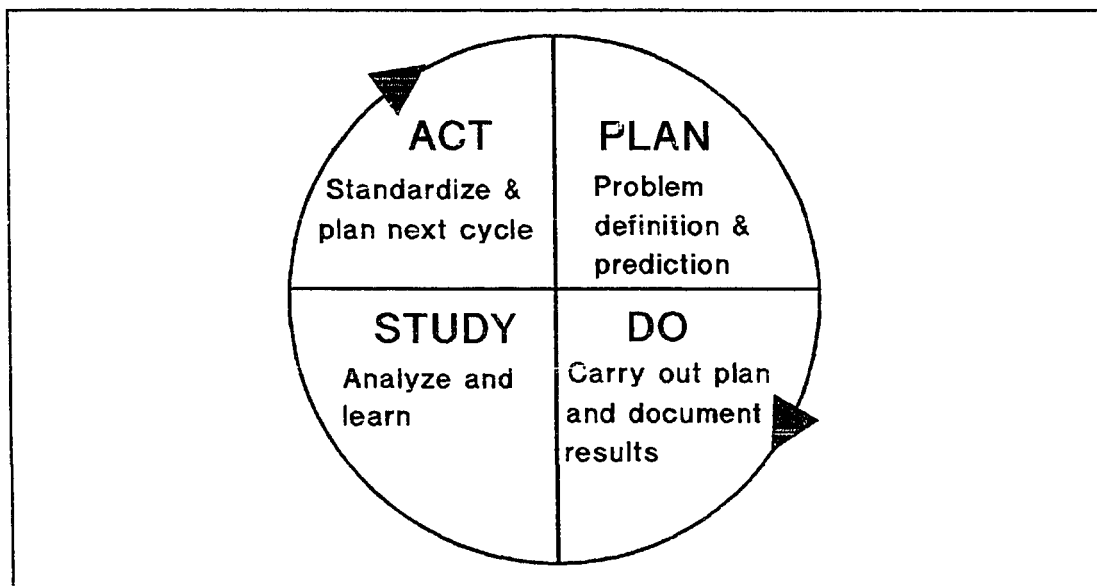 ACT
Standardize &
plan next cycle
PLAN
Problem
definition &
prediction
STUDY
Analyze and
learn
DO
Carry out plan
and document
results